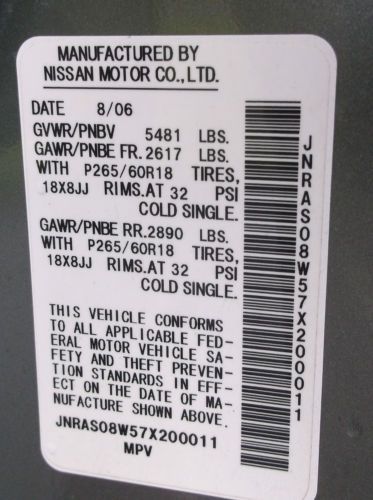 MANUFACTURED BY
NISSAN MOTOR CO.,LTD.
DATE 8/06
GVWR/PNBV 5481 LBS.
GAWR/PNBE FR. 2617 LBS.
WITH P265/60R18 TIRES,
18X8JJ RIMS.AT 32 PSI
COLD SINGLE.
GAWR/PNBE RR. 2890 LBS.
WITH P265/60R18 TIRES,
18X8JJ RIMS.AT 32 PSI
COLD SINGLE.
THIS VEHICLE CONFORMS
TO ALL APPLICABLE FED-
ERAL MOTOR VEHICLE SA-
FETY AND THEFT PREVEN-
TION STANDARDS IN EFF-
ECT ON THE DATE OF MA-
NUFACTURE SHOWN ABOVE.
JNRAS08W57X200011
MPV
JNRAS08W57X200011